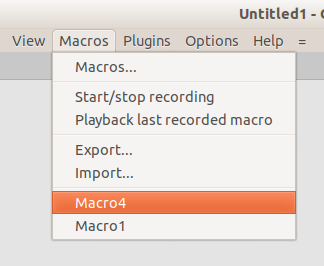 Untitled1 -
View Macros Plugins Options Help =
Macros...
Start/stop recording
Playback last recorded macro
Export...
Import...
Macro4
Macro1